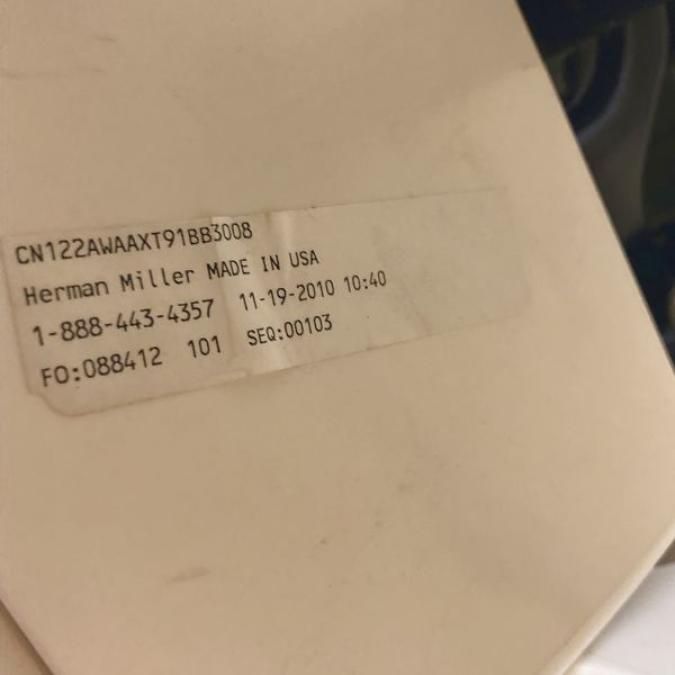 CN122AWAAXT91BB3008
Herman Miller MADE IN USA
1-888-443-4357 11-19-2010 10:40
FO:088412 101 SEQ:00103